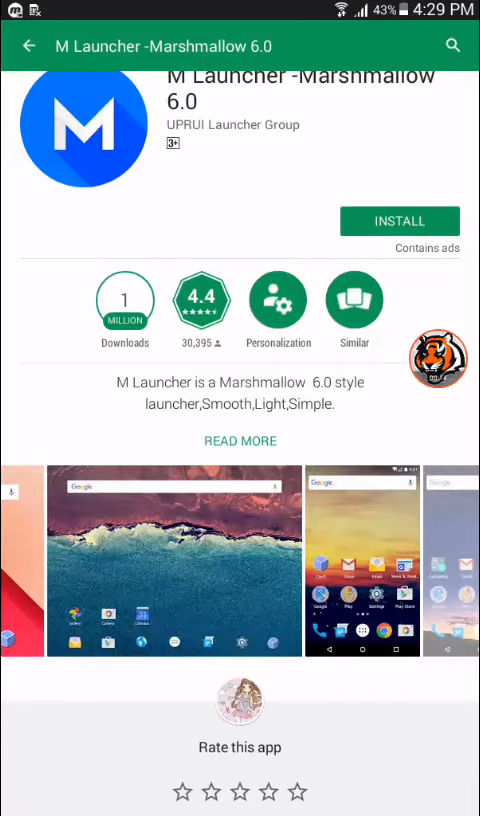 43% 4:29 PM
M Launcher -Marshmallow 6.0
M Launcher -Marshmallow
6.0
UPRUI Launcher Group
3+
INSTALL
Contains ads
1
MILLION
4.4
Downloads
30,395
Personalization
Similar
M Launcher is a Marshmallow  6.0 style
launcher,Smooth,Light,Simple.
READ MORE
Google
Google
Google
Rate this app